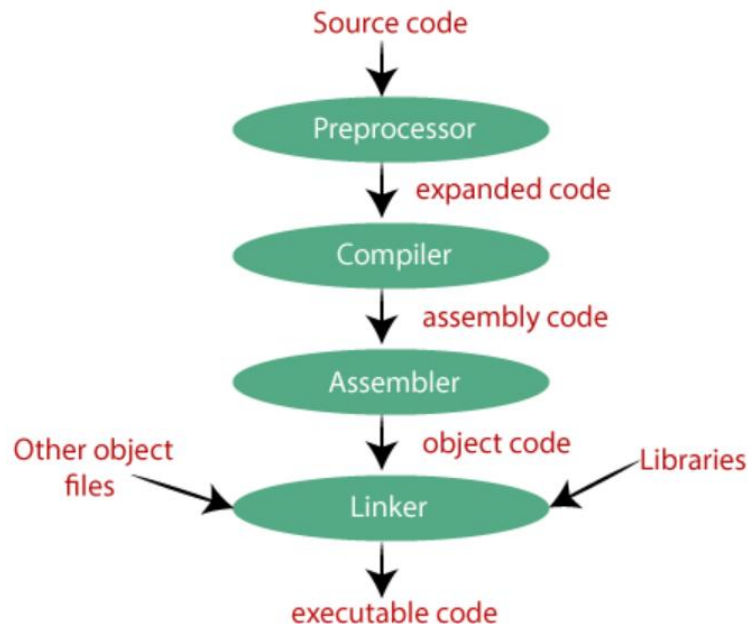 Source code
Preprocessor
expanded code
Compiler
assembly code
Assembler
object code
Other object
files
Libraries
Linker
executable code